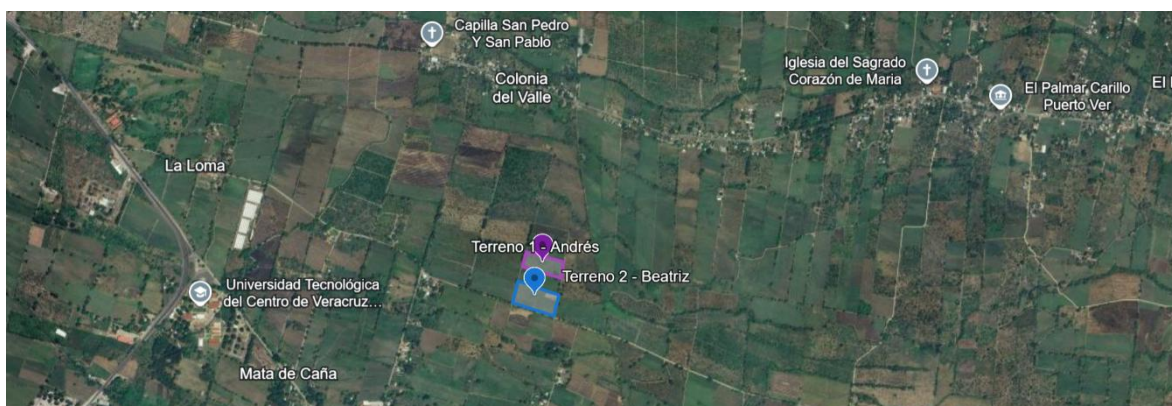 Capilla San Pedro
Y San Pablo
Colonia
del Valle
Iglesia del Sagrado
Corazón de Maria
El Palmar Carillo
Puerto Ver
El
La Loma
Terreno 1 - Andrés
Terreno 2 - Beatriz
Universidad Tecnológica
del Centro de Veracruz...
Mata de Caña